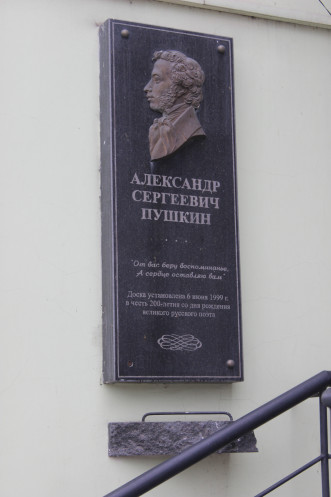 АЛЕКСАНДР
СЕРГЕЕВИЧ
ПУШКИН
"От вас беру воспоминанье,
А сердце оставляю вам"
Доска установлена 6 июня 1999 г.
в честь 200-летия со дня рождения
великого русского поэта